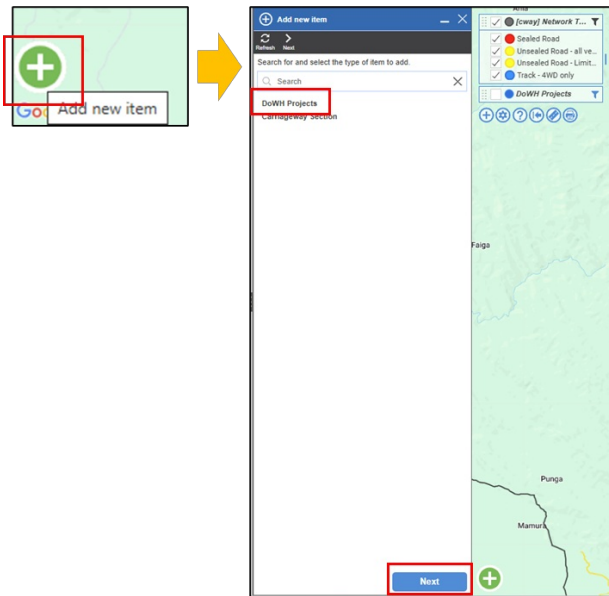 Goo
Add new item
Add new item
Refresh
Next
Search for and select the type of item to add.
Search
DoWH Projects
Carriageway Section
Next
[cway] Network T...
Sealed Road
Unsealed Road - all ve...
Unsealed Road - Limit...
Track - 4WD only
DoWH Projects
Faiga
Punga
Mamura